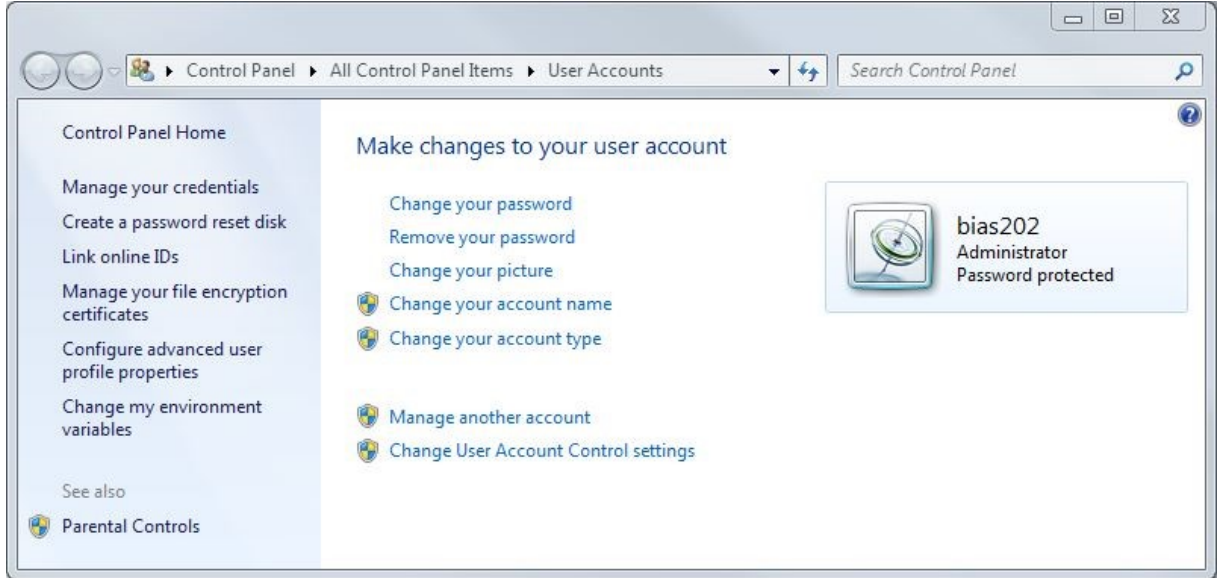 Control Panel ▸ All Control Panel Items ▸ User Accounts
Search Control Panel
Control Panel Home
Manage your credentials
Create a password reset disk
Link online IDs
Manage your file encryption
certificates
Configure advanced user
profile properties
Change my environment
variables
See also
Parental Controls
Make changes to your user account
Change your password
Remove your password
Change your picture
Change your account name
Change your account type
Manage another account
Change User Account Control settings
bias202
Administrator
Password protected